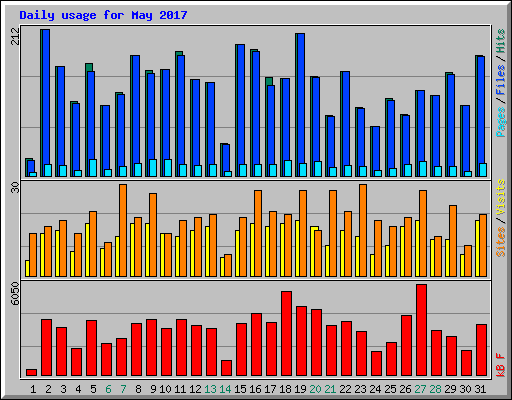 Daily usage for May 2017
212
Pages / Files / Hits
30
Sites / Visits
6050
kB F
1 2 3 4 5 6 7 8 9 10 11 12 13 14 15 16 17 18 19 20 21 22 23 24 25 26 27 28 29 30 31